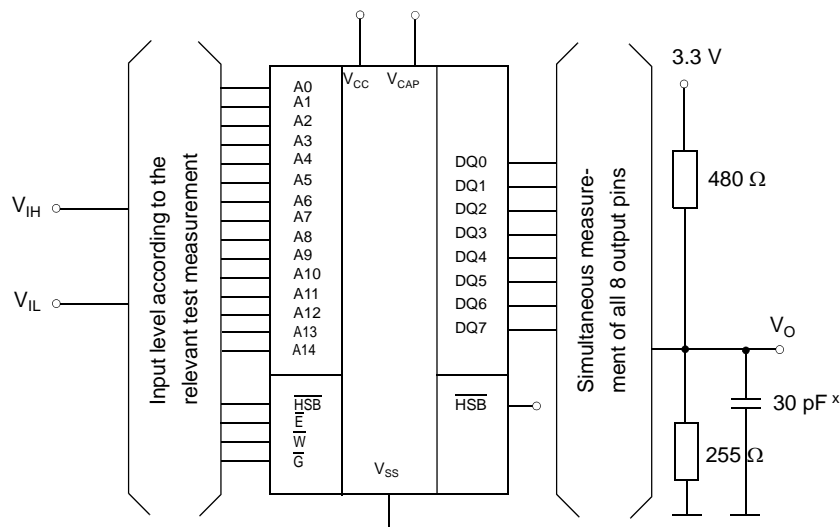 V_CC
V_CAP
3.3 V
A0
A1
A2
A3
A4
A5
A6
A7
A8
A9
A10
A11
A12
A13
A14
HSB
E
W
G
DQ0
DQ1
DQ2
DQ3
DQ4
DQ5
DQ6
DQ7
HSB
V_SS
V_IH
V_IL
Input level according to the
relevant test measurement
Simultaneous measure-
ment of all 8 output pins
480 Ω
V_O
30 pF x
255 Ω